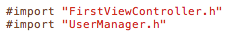 #import "FirstViewController.h"
#import "UserManager.h"